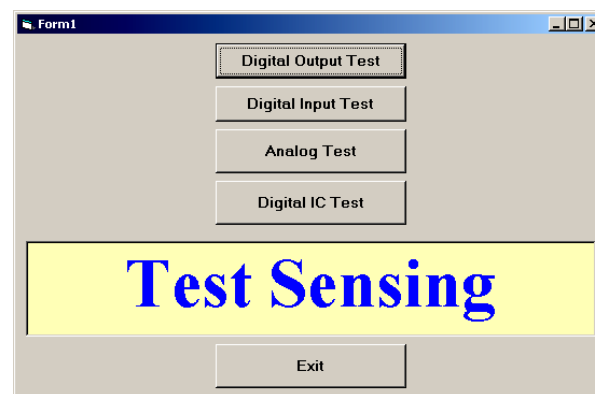 Form1
Digital Output Test
Digital Input Test
Analog Test
Digital IC Test
Test Sensing
Exit